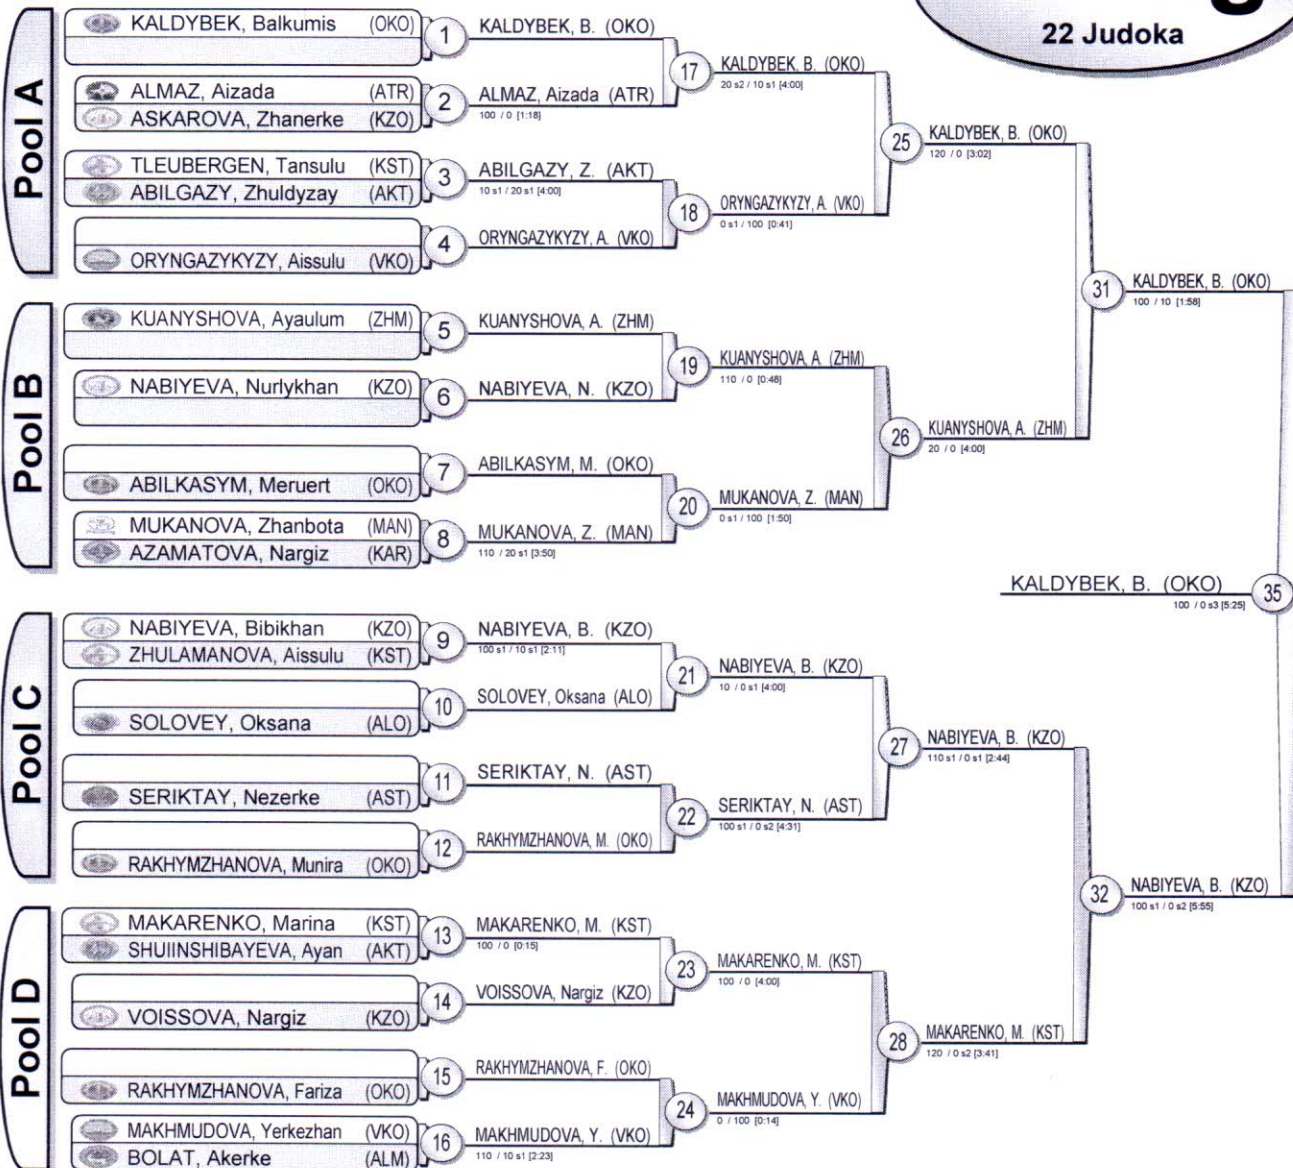 22 Judoka
Pool A
KALDYBEK, Balkumis (OKO)
1
ALMAZ, Aizada (ATR)
ASKAROVA, Zhanerke (KZO)
2
TLEUBERGEN, Tansulu (KST)
ABILGAZY, Zhuldyzay (AKT)
3
4
ORYNGAZYKYZY, Aissulu (VKO)
Pool B
KUANYSHOVA, Ayaulum (ZHM)
5
NABIYEVA, Nurlykhan (KZO)
6
7
ABILKASYM, Meruert (OKO)
MUKANOVA, Zhanbota (MAN)
AZAMATOVA, Nargiz (KAR)
8
Pool C
NABIYEVA, Bibikhan (KZO)
ZHULAMANOVA, Aissulu (KST)
9
10
SOLOVEY, Oksana (ALO)
11
SERIKTAY, Nezerke (AST)
12
RAKHYMZHANOVA, Munira (OKO)
Pool D
MAKARENKO, Marina (KST)
SHUIINSHIBAYEVA, Ayan (AKT)
13
14
VOISSOVA, Nargiz (KZO)
15
RAKHYMZHANOVA, Fariza (OKO)
MAKHMUDOVA, Yerkezhan (VKO)
BOLAT, Akerke (ALM)
16
KALDYBEK, B. (OKO)
17
ALMAZ, Aizada (ATR)
100 / 0 [1:18]
ABILGAZY, Z. (AKT)
10 s1 / 20 s1 [4:00]
18
ORYNGAZYKYZY, A. (VKO)
KUANYSHOVA, A. (ZHM)
19
NABIYEVA, N. (KZO)
ABILKASYM, M. (OKO)
20
MUKANOVA, Z. (MAN)
110 / 20 s1 [3:50]
NABIYEVA, B. (KZO)
100 s1 / 10 s1 [2:11]
21
SOLOVEY, Oksana (ALO)
SERIKTAY, N. (AST)
22
RAKHYMZHANOVA, M. (OKO)
MAKARENKO, M. (KST)
100 / 0 [0:15]
23
VOISSOVA, Nargiz (KZO)
RAKHYMZHANOVA, F. (OKO)
24
MAKHMUDOVA, Y. (VKO)
110 / 10 s1 [2:23]
KALDYBEK, B. (OKO)
20 s2 / 10 s1 [4:00]
25
ORYNGAZYKYZY, A. (VKO)
0 s1 / 100 [0:41]
KUANYSHOVA, A. (ZHM)
110 / 0 [0:48]
26
MUKANOVA, Z. (MAN)
0 s1 / 100 [1:50]
NABIYEVA, B. (KZO)
10 / 0 s1 [4:00]
27
SERIKTAY, N. (AST)
100 s1 / 0 s2 [4:31]
MAKARENKO, M. (KST)
100 / 0 [4:00]
28
MAKHMUDOVA, Y. (VKO)
0 / 100 [0:14]
KALDYBEK, B. (OKO)
120 / 0 [3:02]
31
KUANYSHOVA, A. (ZHM)
20 / 0 [4:00]
NABIYEVA, B. (KZO)
110 s1 / 0 s1 [2:44]
32
MAKARENKO, M. (KST)
120 / 0 s2 [3:41]
KALDYBEK, B. (OKO)
100 / 10 [1:58]
KALDYBEK, B. (OKO)
35
100 / 0 s3 [5:25]
NABIYEVA, B. (KZO)
100 s1 / 0 s2 [5:55]